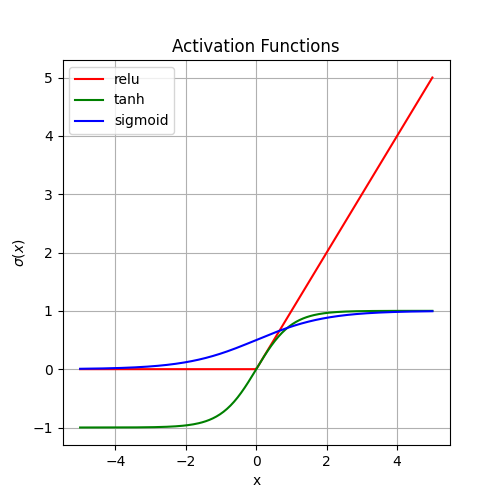 Activation Functions
relu
tanh
sigmoid
5
4
3
2
1
0
−1
σ(x)
−4 −2 0 2 4
x